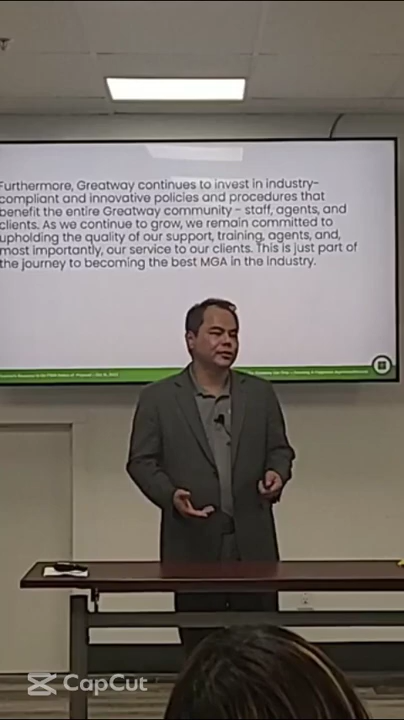 Furthermore, Greatway continues to invest in industry-
compliant and innovative policies and procedures that
benefit the entire Greatway community – staff, agents, and
clients. As we continue to grow, we remain committed to
upholding the quality of our support, training, agents, and,
most importantly, our service to our clients. This is just part of
the journey to becoming the best MGA in the Industry.
CapCut